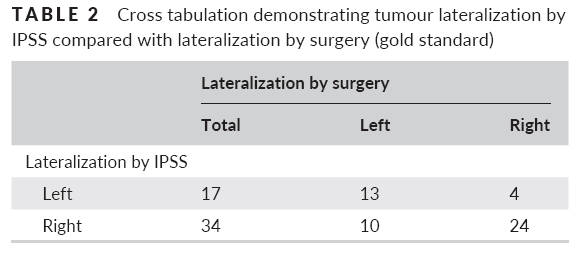 TABLE 2 Cross tabulation demonstrating tumour lateralization by
IPSS compared with lateralization by surgery (gold standard)
Lateralization by surgery
Total Left Right
Lateralization by IPSS
Left 17 13 4
Right 34 10 24